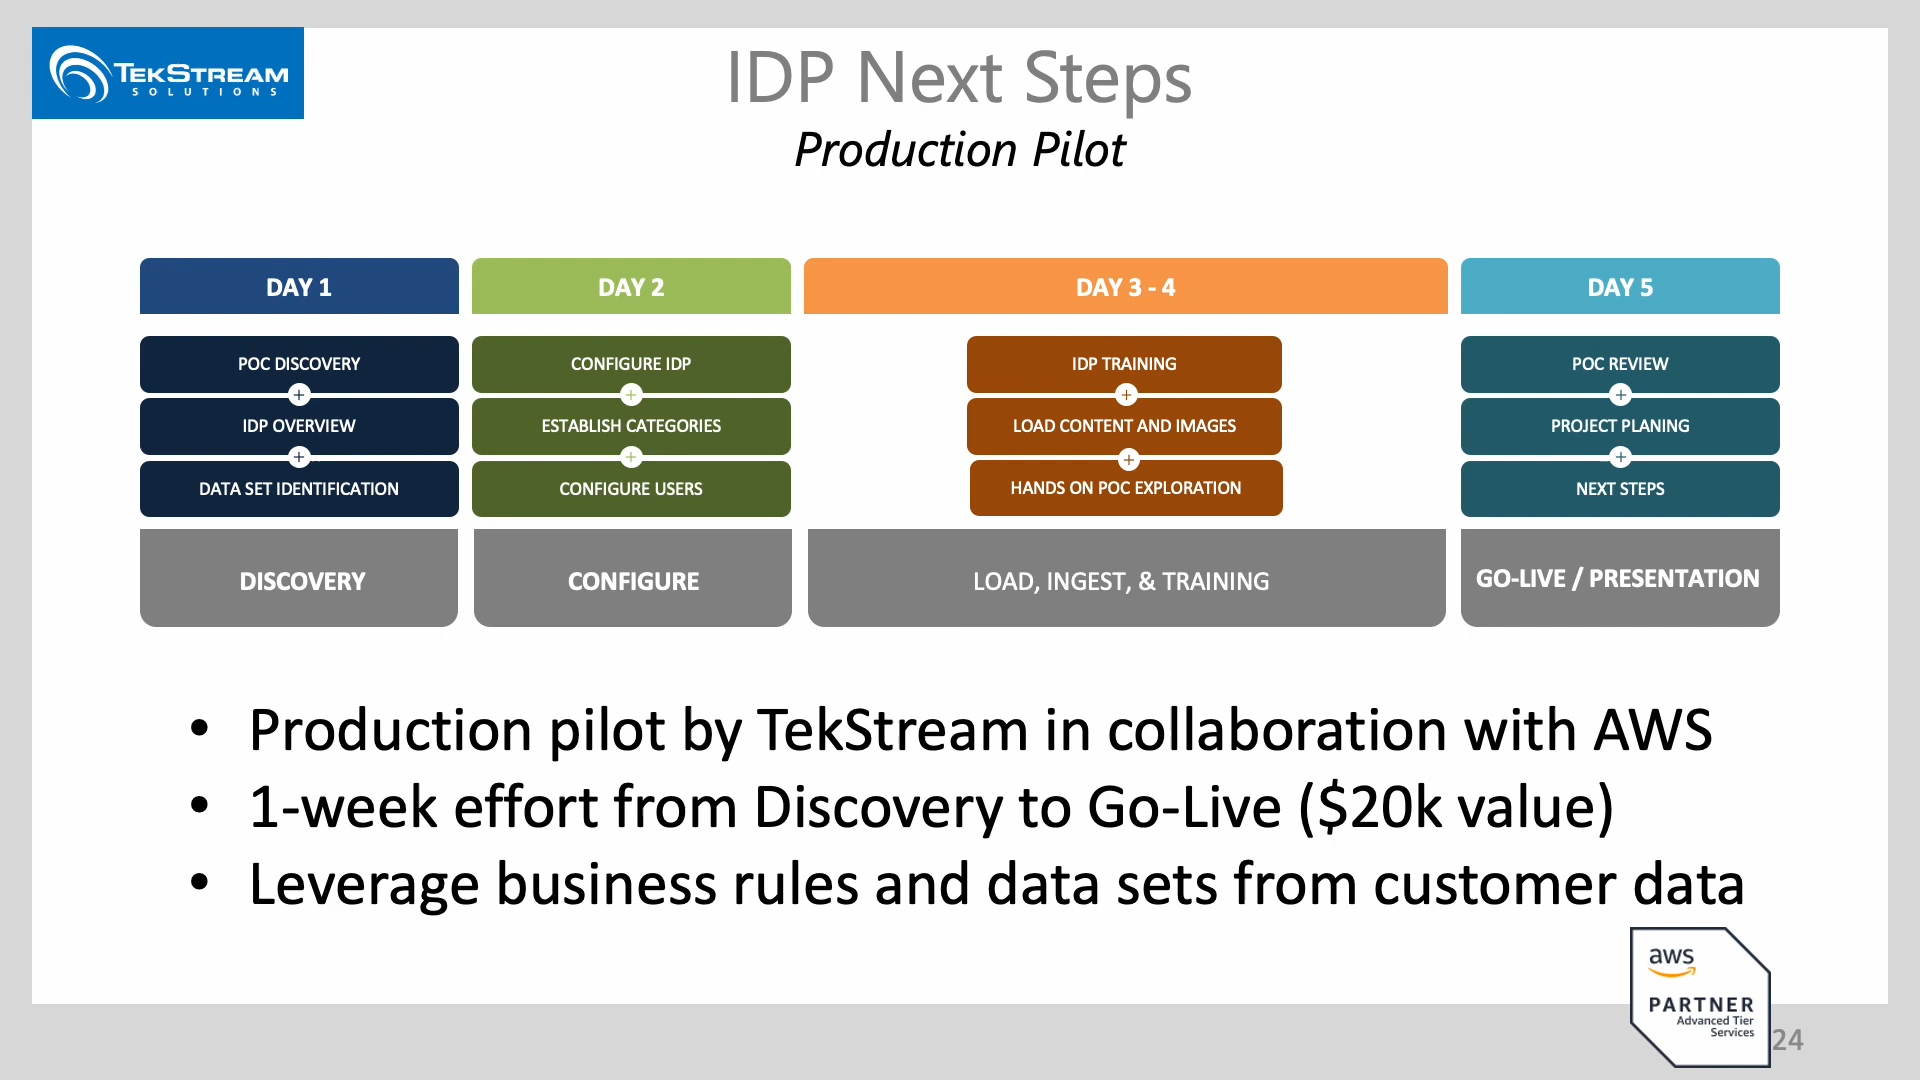 TEKSTREAM
SOLUTIONS
IDP Next Steps
Production Pilot
DAY 1
DAY 2
DAY 3 - 4
DAY 5
POC DISCOVERY
CONFIGURE IDP
IDP TRAINING
POC REVIEW
+
+
+
+
IDP OVERVIEW
ESTABLISH CATEGORIES
LOAD CONTENT AND IMAGES
PROJECT PLANING
+
+
+
+
DATA SET IDENTIFICATION
CONFIGURE USERS
HANDS ON POC EXPLORATION
NEXT STEPS
DISCOVERY
CONFIGURE
LOAD, INGEST, & TRAINING
GO-LIVE / PRESENTATION
• Production pilot by TekStream in collaboration with AWS
• 1-week effort from Discovery to Go-Live ($20k value)
• Leverage business rules and data sets from customer data
aws
PARTNER
Advanced Tier
Services
24